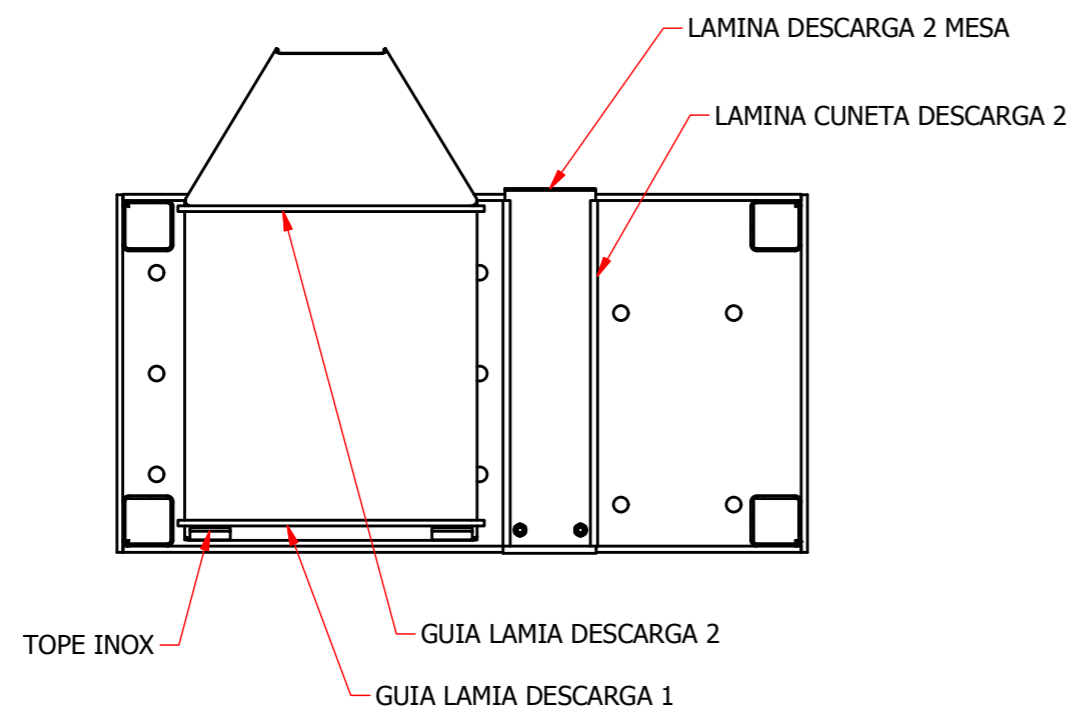 LAMINA DESCARGA 2 MESA
LAMINA CUNETA DESCARGA 2
GUIA LAMIA DESCARGA 2
TOPE INOX
GUIA LAMIA DESCARGA 1